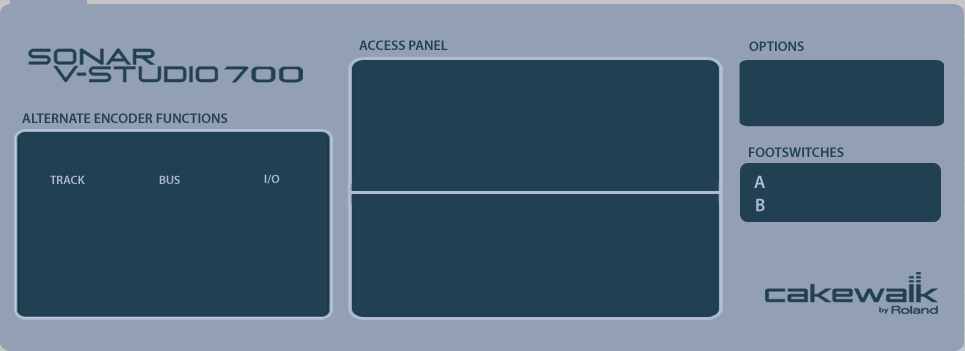 SONAR
V-STUDIO 700
ALTERNATE ENCODER FUNCTIONS
TRACK BUS I/O
ACCESS PANEL
OPTIONS
FOOTSWITCHES
A
B
cakewalk
by Roland